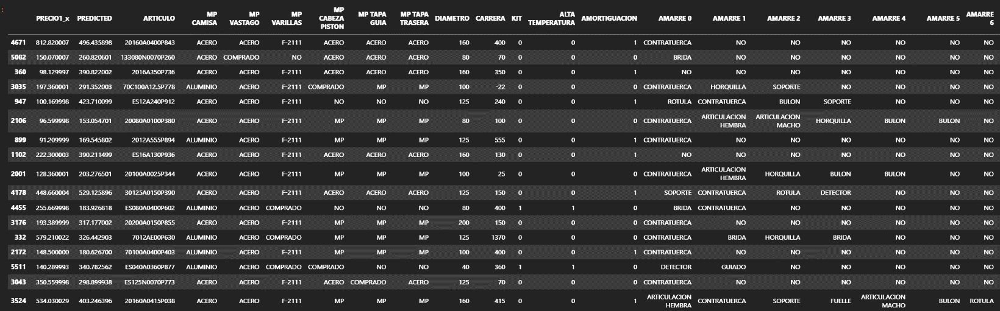 :
PRECIO1_x PREDICTED ARTICULO MP CAMISA MP VASTAGO MP VARILLAS MP CABEZA PISTON MP TAPA GUIA MP TAPA TRASERA DIAMETRO CARRERA KIT ALTA TEMPERATURA AMORTIGUACION AMARRE 0 AMARRE 1 AMARRE 2 AMARRE 3 AMARRE 4 AMARRE 5 AMARRE 6
4671 812.820007 496.435898 20160A0400P843 ACERO ACERO F-2111 ACERO ACERO ACERO 160 400 0 0 1 CONTRATUERCA NO NO NO NO NO NO
5082 150.070007 260.820601 133080N0070P260 ACERO COMPRADO NO ACERO ACERO ACERO 80 70 0 0 0 BRIDA NO NO NO NO NO NO
360 98.129997 390.822002 2016A350P736 ACERO ACERO F-2111 ACERO ACERO ACERO 160 350 0 0 1 NO NO NO NO NO NO NO
3035 197.360001 291.352003 70C100A12.5P778 ALUMINIO ACERO F-2111 COMPRADO MP MP 100 -22 0 0 0 CONTRATUERCA HORQUILLA SOPORTE NO NO NO NO
947 100.169998 423.710099 ES12A240P912 ACERO ACERO F-2111 NO NO NO 125 240 0 0 1 ROTULA CONTRATUERCA BULON SOPORTE NO NO NO
2106 96.599998 153.054701 20080A0100P380 ACERO ACERO F-2111 MP MP MP 80 100 0 0 0 CONTRATUERCA ARTICULACION HEMBRA ARTICULACION MACHO HORQUILLA BULON BULON NO
899 91.209999 169.545802 2012A555P894 ALUMINIO ACERO F-2111 MP MP MP 125 555 0 0 1 CONTRATUERCA NO NO NO NO NO NO
1102 222.300003 390.211499 ES16A130P936 ACERO ACERO F-2111 ACERO ACERO ACERO 160 130 0 0 1 NO NO NO NO NO NO NO
2001 128.360001 203.276501 20100A0025P344 ACERO ACERO F-2111 MP MP MP 100 25 0 0 0 CONTRATUERCA ARTICULACION HEMBRA HORQUILLA BULON BULON NO NO
4178 448.660004 529.125896 30125A0150P390 ACERO ACERO F-2111 ACERO ACERO ACERO 125 150 0 0 1 SOPORTE CONTRATUERCA ROTULA DETECTOR NO NO NO
4455 255.669998 183.926818 ES080A0400P602 ALUMINIO ACERO COMPRADO NO NO NO 80 400 1 1 0 BRIDA CONTRATUERCA NO NO NO NO NO
3176 193.389999 317.177002 20200A0150P855 ACERO ACERO F-2111 MP MP MP 200 150 0 0 0 CONTRATUERCA NO NO NO NO NO NO
332 579.210022 326.442903 7012AE00P630 ALUMINIO ACERO COMPRADO MP MP MP 125 1370 0 0 0 CONTRATUERCA BRIDA HORQUILLA BRIDA NO NO NO
2172 148.500000 180.626700 70100A0400P403 ALUMINIO ACERO F-2111 MP MP MP 100 400 0 0 1 CONTRATUERCA NO NO NO NO NO NO
5511 140.289993 340.782562 ES040A0360P877 ALUMINIO ACERO COMPRADO COMPRADO NO NO 40 360 1 1 0 DETECTOR GUIADO NO NO NO NO NO
3043 350.559998 298.899938 ES125N0070P773 ACERO ACERO F-2111 ACERO COMPRADO ACERO 125 70 0 0 0 CONTRATUERCA NO NO NO NO NO NO
3524 534.030029 403.246396 20160A0415P038 ACERO ACERO F-2111 MP MP MP 160 415 0 0 1 ARTICULACION HEMBRA CONTRATUERCA SOPORTE FUELLE ARTICULACION MACHO BULON ROTULA